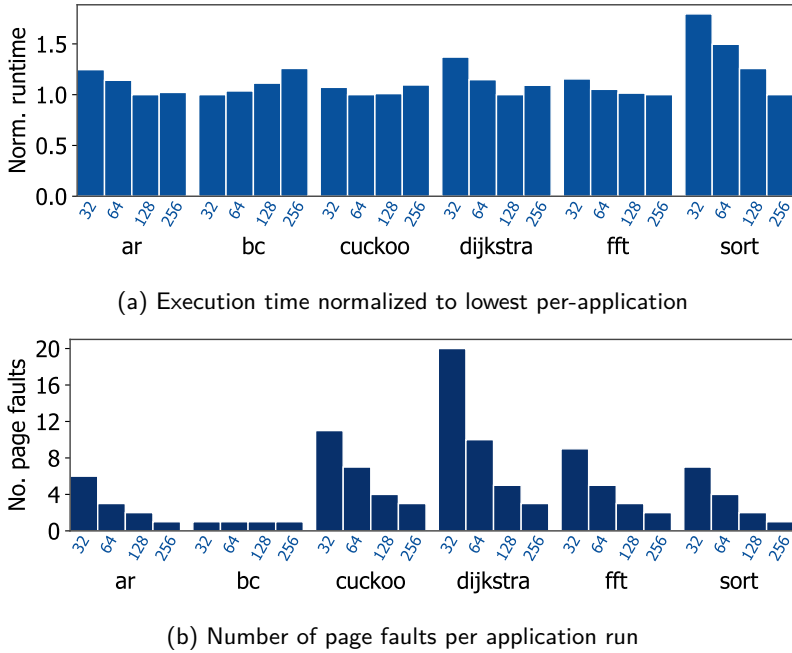 Norm. runtime
1.5
1.0
0.5
0.0
32 64 128 256 32 64 128 256 32 64 128 256 32 64 128 256 32 64 128 256 32 64 128 256
ar bc cuckoo dijkstra fft sort
(a) Execution time normalized to lowest per-application
No. page faults
20
16
12
8
4
0
32 64 128 256 32 64 128 256 32 64 128 256 32 64 128 256 32 64 128 256 32 64 128 256
ar bc cuckoo dijkstra fft sort
(b) Number of page faults per application run